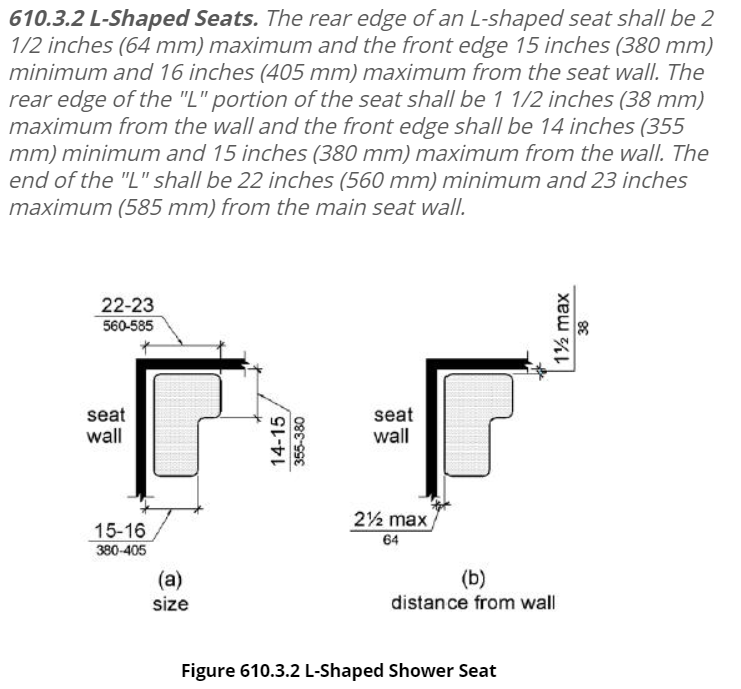 610.3.2 L-Shaped Seats. The rear edge of an L-shaped seat shall be 2
1/2 inches (64 mm) maximum and the front edge 15 inches (380 mm)
minimum and 16 inches (405 mm) maximum from the seat wall. The
rear edge of the "L" portion of the seat shall be 1 1/2 inches (38 mm)
maximum from the wall and the front edge shall be 14 inches (355
mm) minimum and 15 inches (380 mm) maximum from the wall. The
end of the "L" shall be 22 inches (560 mm) minimum and 23 inches
maximum (585 mm) from the main seat wall.
22-23
560-585
seat
wall
14-15
355-380
15-16
380-405
(a)
size
1½ max
38
seat
wall
2½ max
64
(b)
distance from wall
Figure 610.3.2 L-Shaped Shower Seat